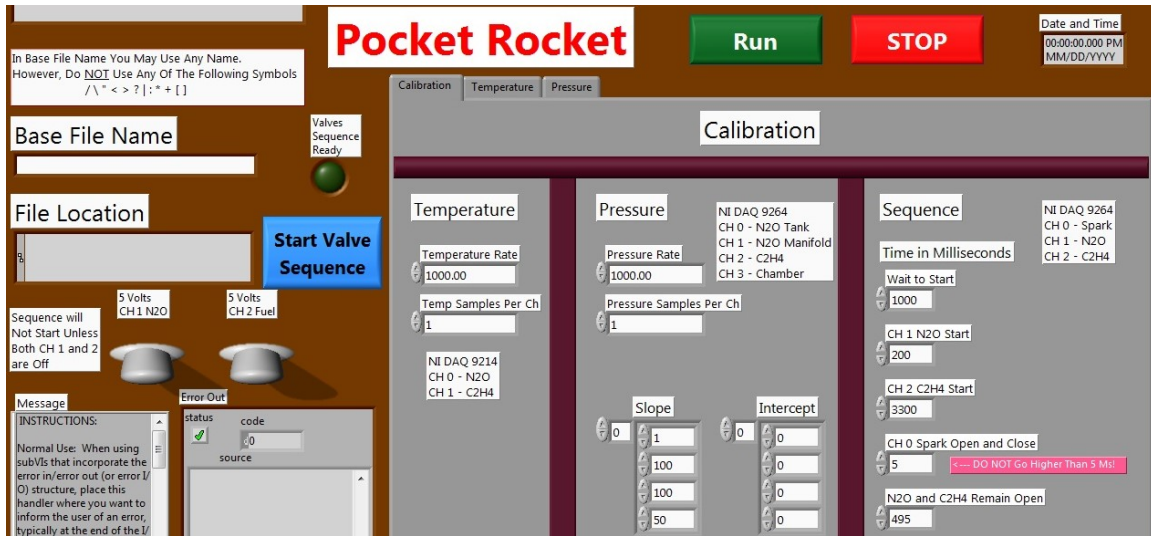 Pocket Rocket
Run
STOP
Date and Time
00:00:00.000 PM
MM/DD/YYYY
In Base File Name You May Use Any Name.
However, Do NOT Use Any Of The Following Symbols
/ \ " < > ? | : * + [ ]
Base File Name
Valves
Sequence
Ready
File Location
Start Valve
Sequence
5 Volts
CH 1 N2O
5 Volts
CH 2 Fuel
Sequence will
Not Start Unless
Both CH 1 and 2
are Off
Message
INSTRUCTIONS:
Normal Use: When using
subVIs that incorporate the
error in/error out (or error I/
O) structure, place this
handler where you want to
inform the user of an error,
typically at the end of the I/
Error Out
status
code
0
source
Calibration
Temperature
Pressure
Calibration
Temperature
Temperature Rate
1000.00
Temp Samples Per Ch
1
NI DAQ 9214
CH 0 - N2O
CH 1 - C2H4
Pressure
NI DAQ 9264
CH 0 - N2O Tank
CH 1 - N2O Manifold
CH 2 - C2H4
CH 3 - Chamber
Pressure Rate
1000.00
Pressure Samples Per Ch
1
Slope
0
1
100
100
50
Intercept
0
0
0
0
0
Sequence
NI DAQ 9264
CH 0 - Spark
CH 1 - N2O
CH 2 - C2H4
Time in Milliseconds
Wait to Start
1000
CH 1 N2O Start
200
CH 2 C2H4 Start
3300
CH 0 Spark Open and Close
5
<--- DO NOT Go Higher Than 5 Ms!
N2O and C2H4 Remain Open
495